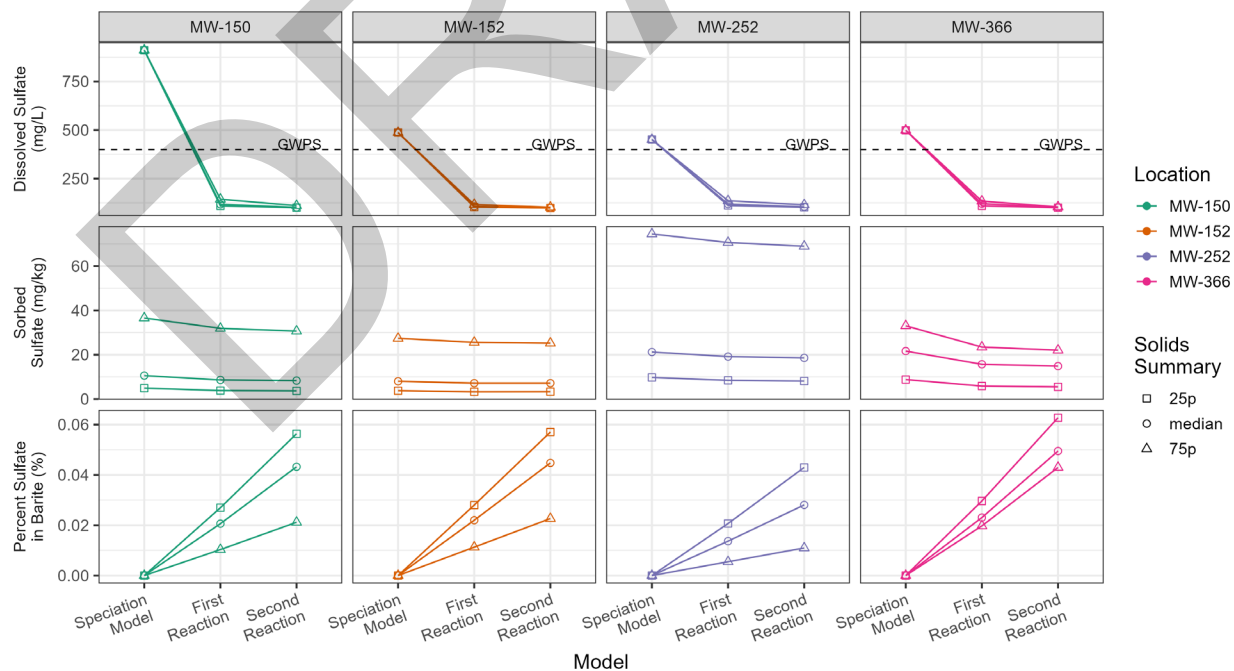 MW-150
MW-152
MW-252
MW-366
Dissolved Sulfate
(mg/L)
750
500
250
GWPS
GWPS
GWPS
GWPS
Sorbed
Sulfate (mg/kg)
60
40
20
0
Percent Sulfate
in Barite (%)
0.06
0.04
0.02
0.00
Speciation
Model
First
Reaction
Second
Reaction
Speciation
Model
First
Reaction
Second
Reaction
Speciation
Model
First
Reaction
Second
Reaction
Speciation
Model
First
Reaction
Second
Reaction
Model
Location
MW-150
MW-152
MW-252
MW-366
Solids
Summary
25p
median
75p